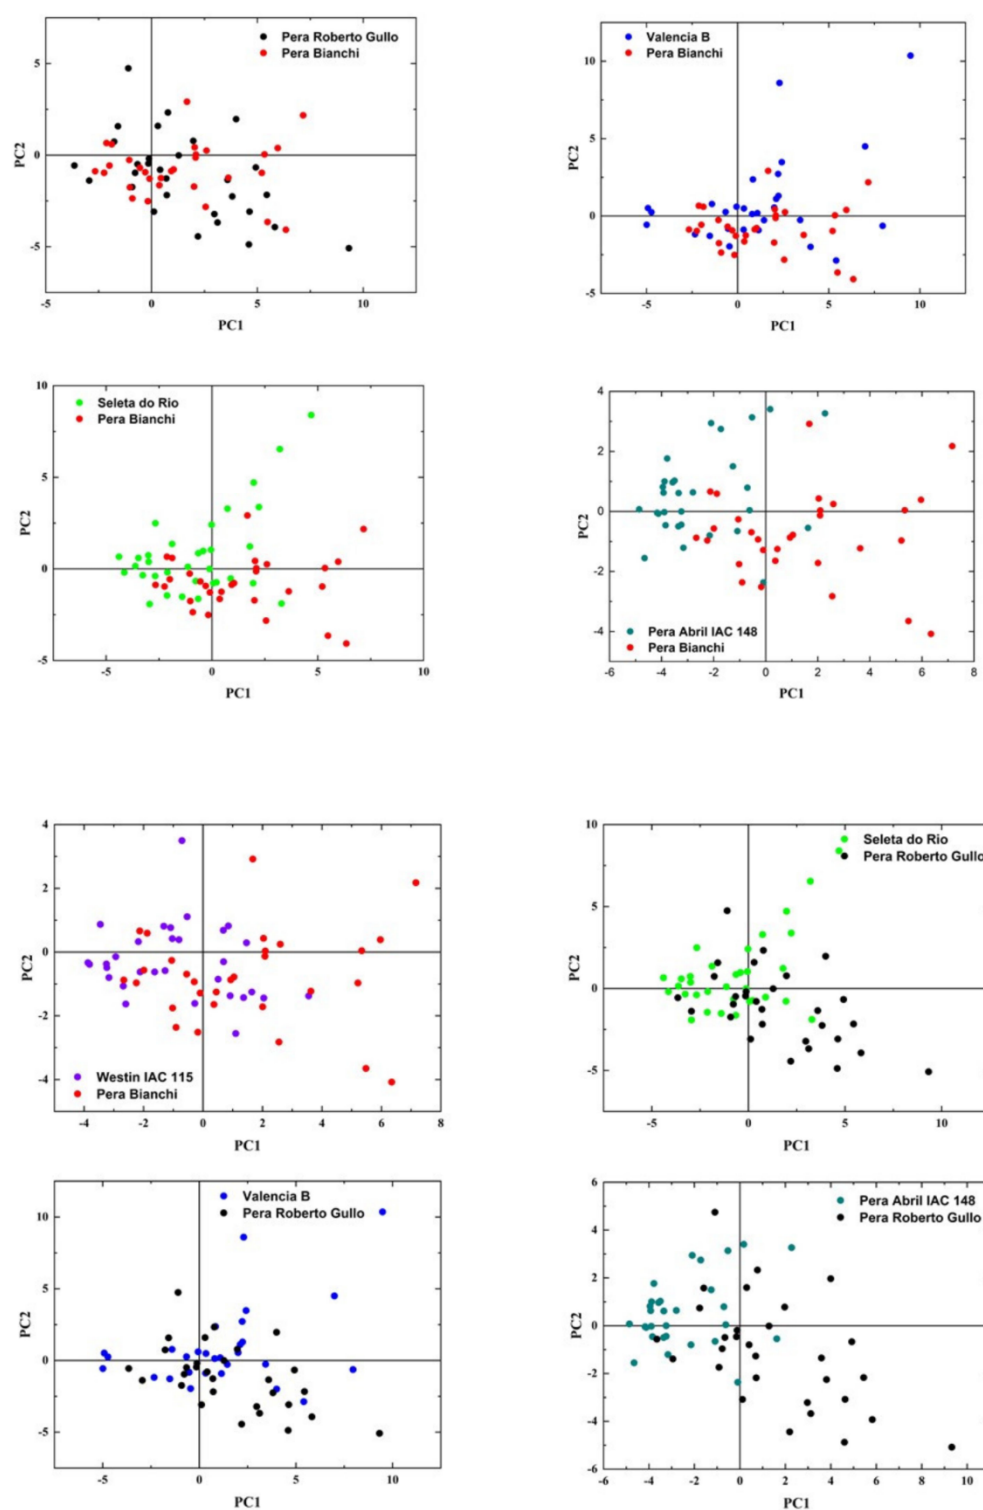 Pera Roberto Gullo
Pera Bianchi
5
0
-5
-5
0
5
10
PC2
PC1
Valencia B
Pera Bianchi
10
5
0
-5
-5
0
5
10
PC2
PC1
10
Seleta do Rio
Pera Bianchi
5
0
-5
-5
0
5
10
PC2
PC1
4
2
0
-2
-4
Pera Abril IAC 148
Pera Bianchi
-6
-4
-2
0
2
4
6
8
PC2
PC1
4
2
0
-2
-4
Westin IAC 115
Pera Bianchi
-4
-2
0
2
4
6
8
PC2
PC1
10
Seleta do Rio
Pera Roberto Gullo
5
0
-5
-5
0
5
10
PC2
PC1
Valencia B
Pera Roberto Gullo
10
5
0
-5
-5
0
5
10
PC2
PC1
6
Pera Abril IAC 148
Pera Roberto Gullo
4
2
0
-2
-4
-6
-6
-4
-2
0
2
4
6
8
10
PC2
PC1